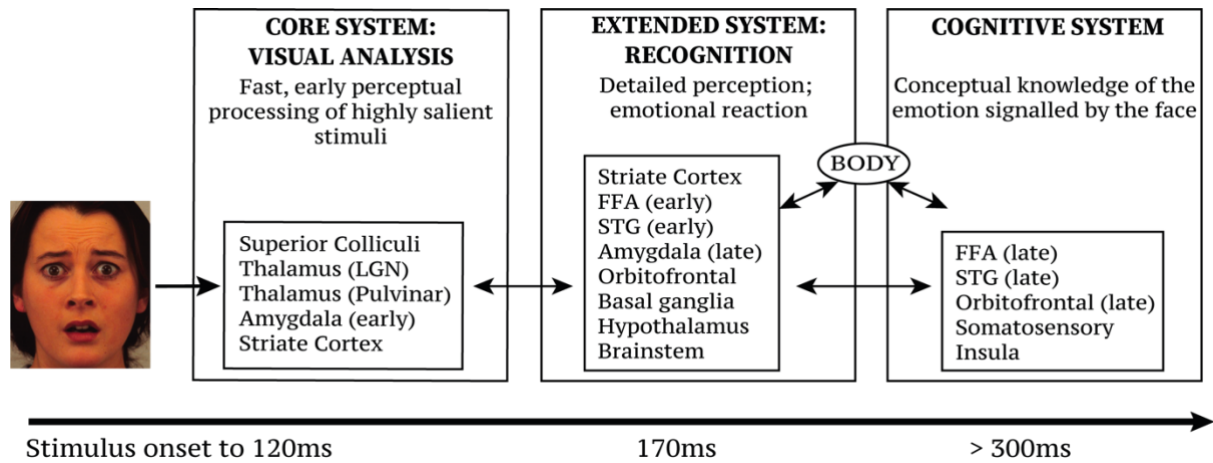 CORE SYSTEM:
VISUAL ANALYSIS
Fast, early perceptual
processing of highly salient
stimuli
Superior Colliculi
Thalamus (LGN)
Thalamus (Pulvinar)
Amygdala (early)
Striate Cortex
EXTENDED SYSTEM:
RECOGNITION
Detailed perception;
emotional reaction
Striate Cortex
FFA (early)
STG (early)
Amygdala (late)
Orbitofrontal
Basal ganglia
Hypothalamus
Brainstem
BODY
COGNITIVE SYSTEM
Conceptual knowledge of the
emotion signalled by the face
FFA (late)
STG (late)
Orbitofrontal (late)
Somatosensory
Insula
Stimulus onset to 120ms
170ms
> 300ms